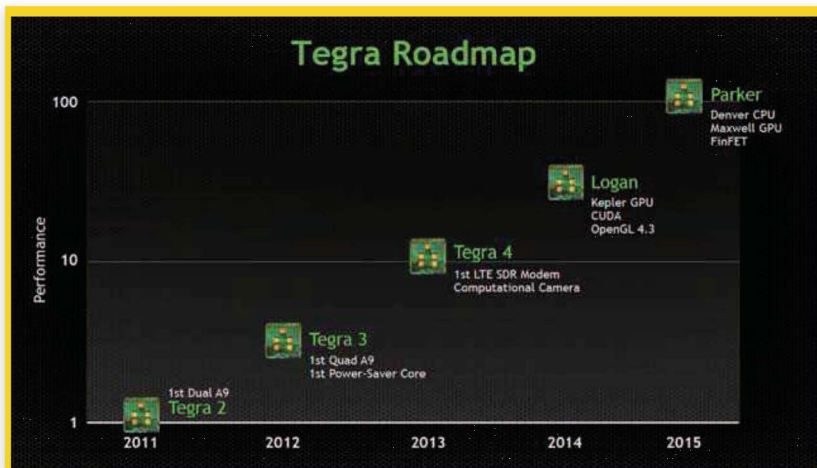 Tegra Roadmap
100
Parker
Denver CPU
Maxwell GPU
FinFET
Logan
Kepler GPU
CUDA
OpenGL 4.3
Performance
10
Tegra 4
1st LTE SDR Modem
Computational Camera
Tegra 3
1st Quad A9
1st Power-Saver Core
1st Dual A9
Tegra 2
1
2011 2012 2013 2014 2015